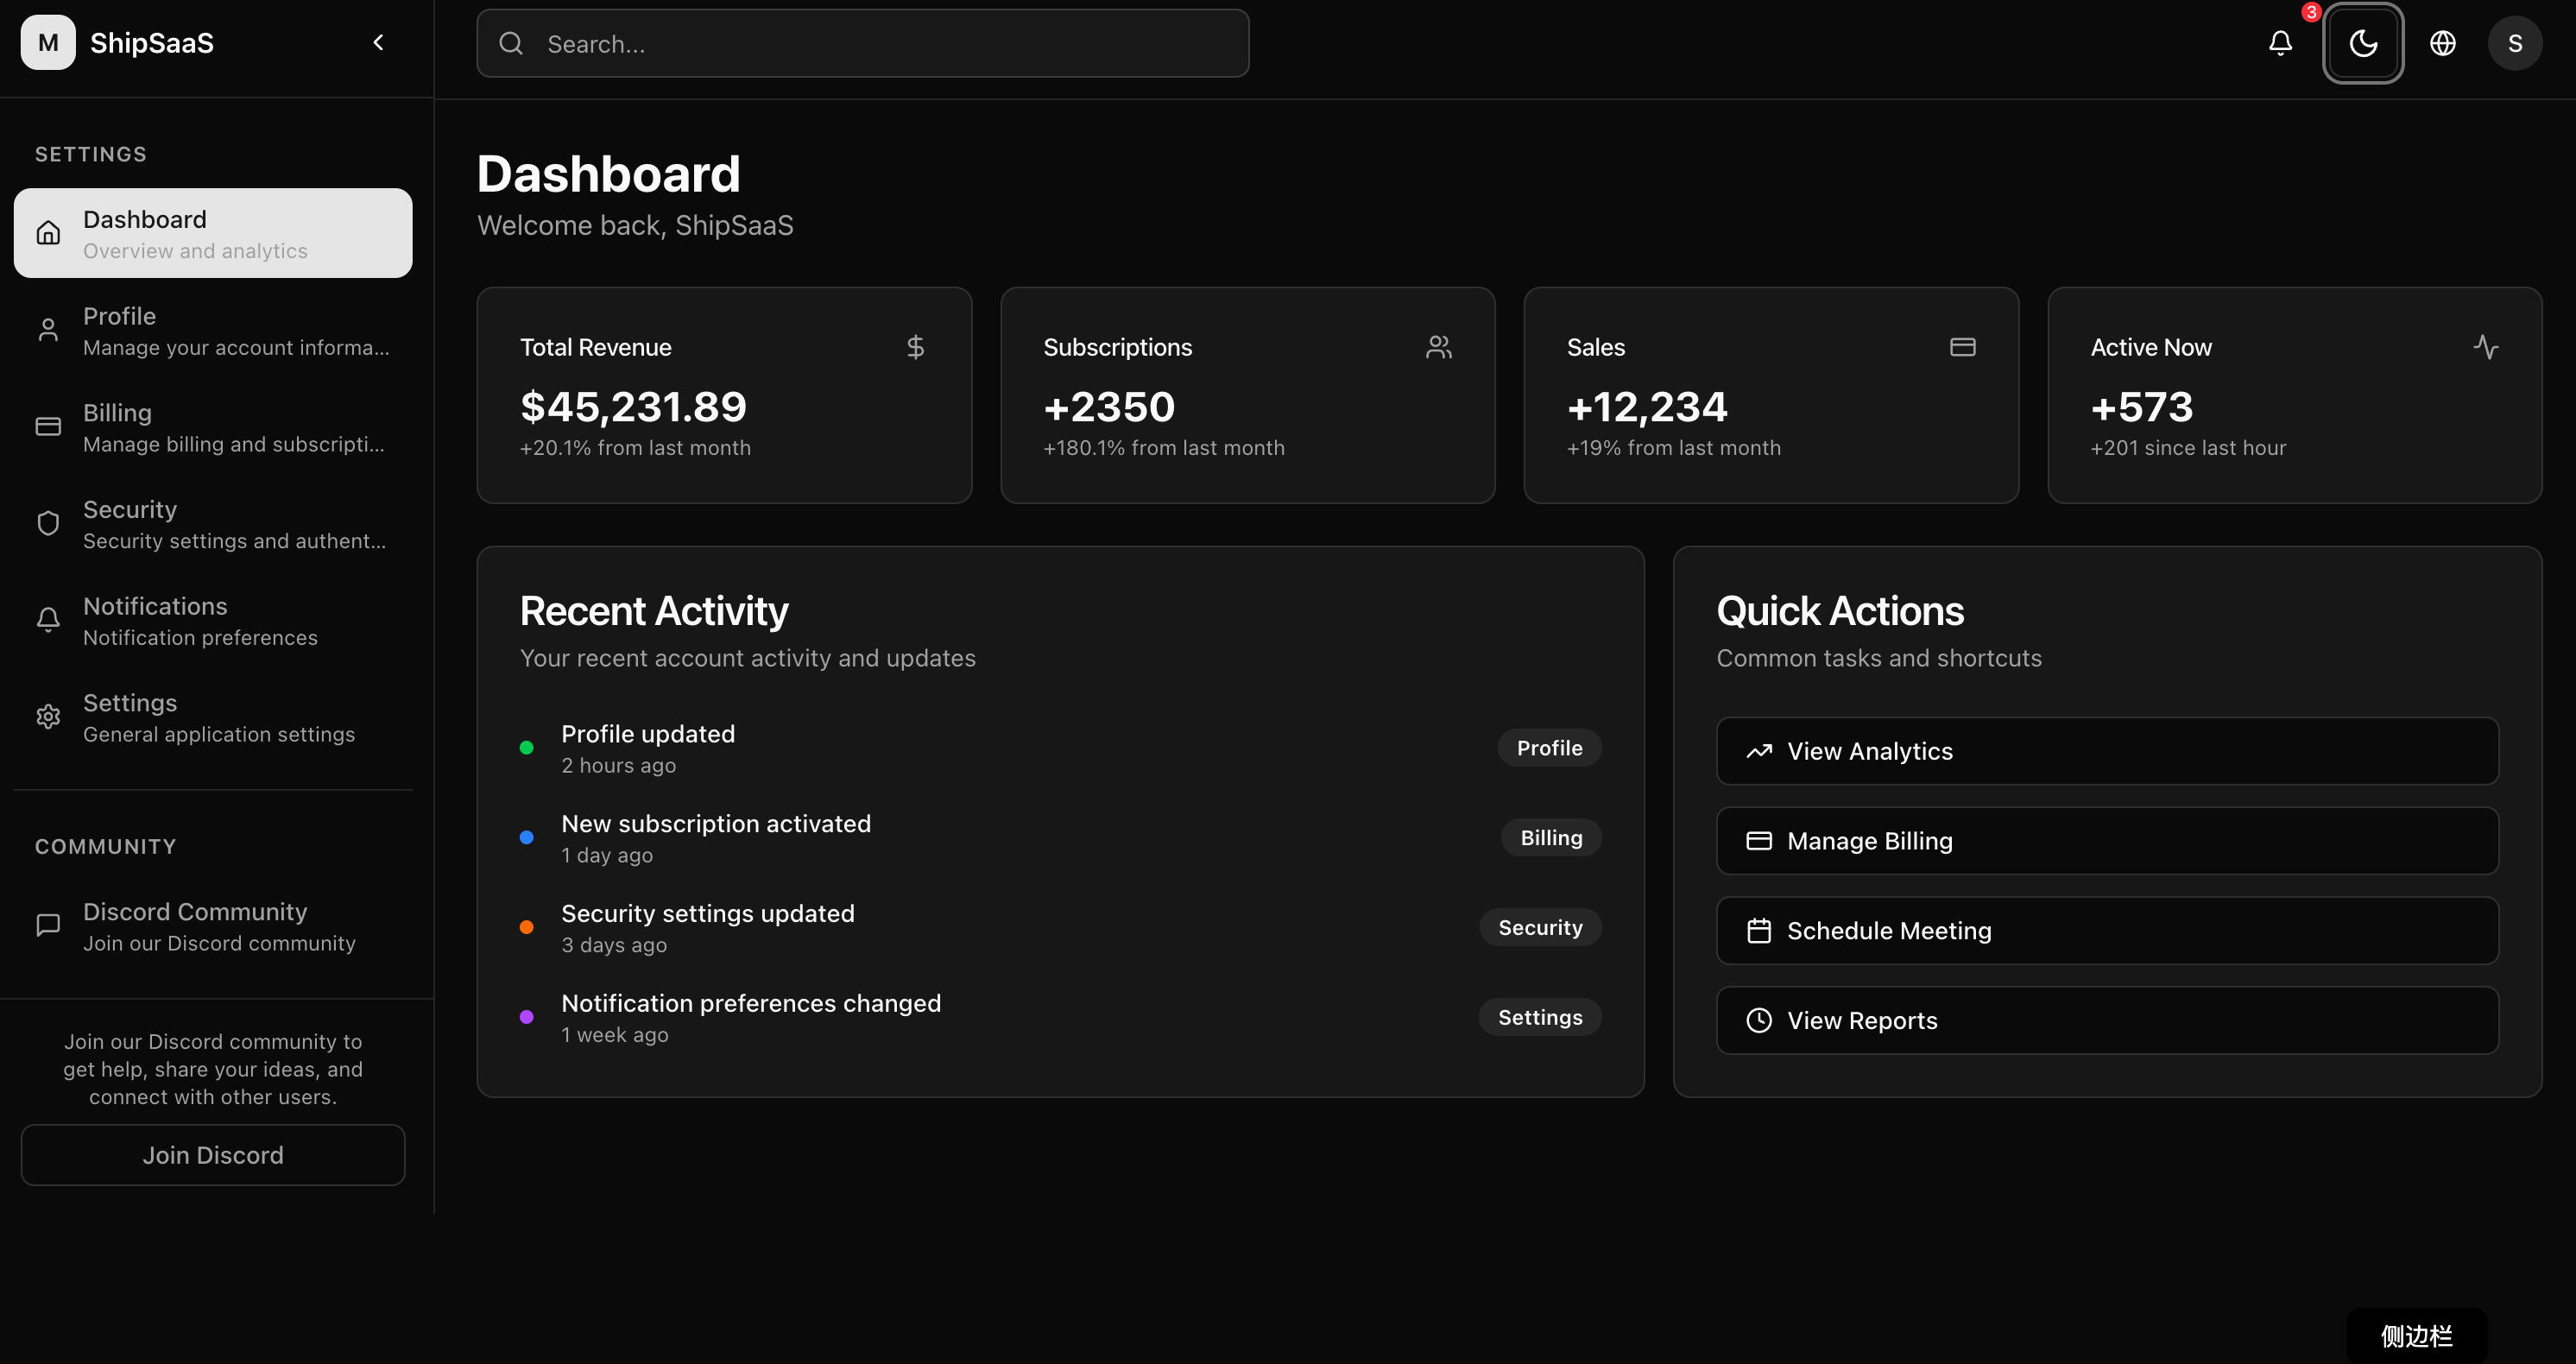 M ShipSaaS
Search...
3
S
SETTINGS
Dashboard
Overview and analytics
Profile
Manage your account informa...
Billing
Manage billing and subscripti...
Security
Security settings and authent...
Notifications
Notification preferences
Settings
General application settings
COMMUNITY
Discord Community
Join our Discord community
Join our Discord community to
get help, share your ideas, and
connect with other users.
Join Discord
Dashboard
Welcome back, ShipSaaS
Total Revenue
$45,231.89
+20.1% from last month
Subscriptions
+2350
+180.1% from last month
Sales
+12,234
+19% from last month
Active Now
+573
+201 since last hour
Recent Activity
Your recent account activity and updates
Profile updated
2 hours ago
Profile
New subscription activated
1 day ago
Billing
Security settings updated
3 days ago
Security
Notification preferences changed
1 week ago
Settings
Quick Actions
Common tasks and shortcuts
View Analytics
Manage Billing
Schedule Meeting
View Reports
侧边栏